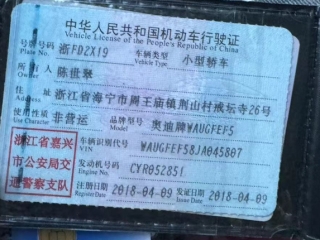 中华人民共和国机动车行驶证
Vehicle License of the People's Republic of China
号牌号码 浙FD2X19 车辆类型 小型轿车
Plate No. Vehicle Type
所有人 陈世
Owner
住址 浙江省海宁市周王庙镇荆山村戒坛寺26号
Address
使用性质 非营运 品牌型号 奥迪牌WAUGFEF5
Use Character Model
浙江省嘉兴市公安局交通警察支队
车辆识别代号 WAUGFEF58JA045807
VIN
发动机号码 CYR052851
Engine No.
注册日期 2018-04-09 发证日期 2018-04-09
Register Date Issue Date